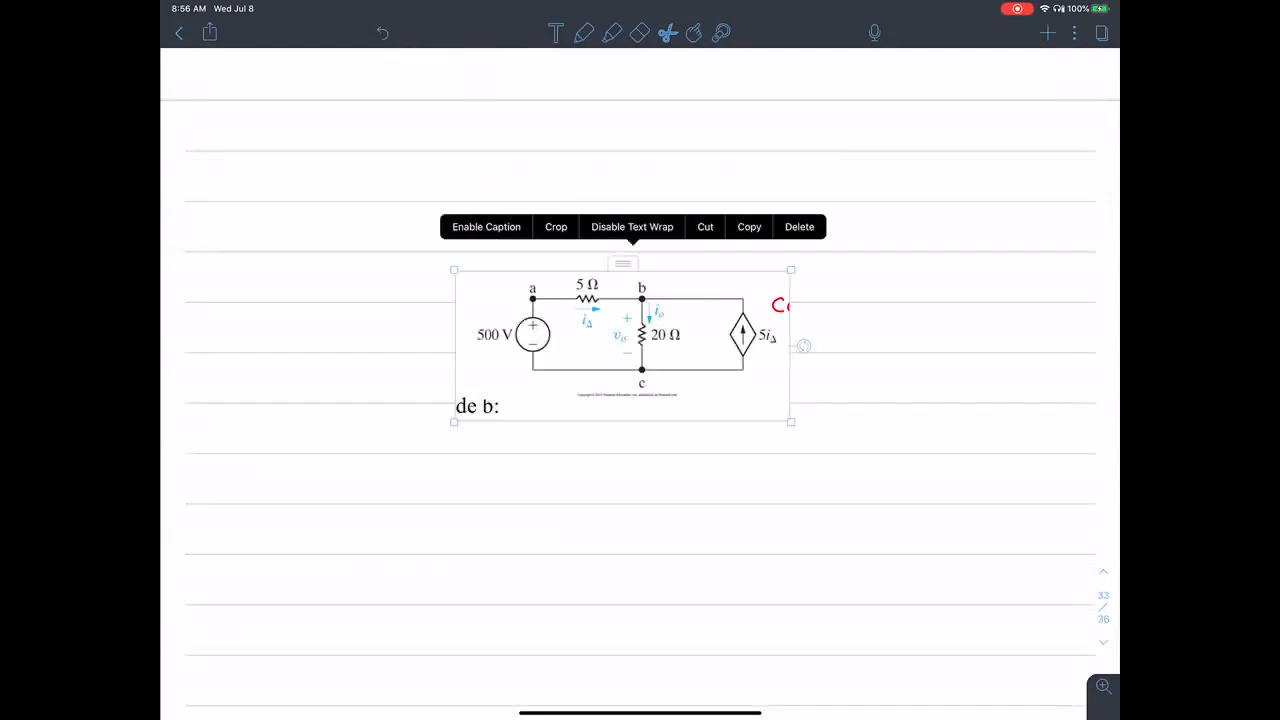 8:56 AM Wed Jul 8
100%
T
Enable Caption Crop Disable Text Wrap Cut Copy Delete
5 Ω
a b
iΔ
io
500 V + − + vo − 20 Ω 5iΔ
c
de b:
33
/
36